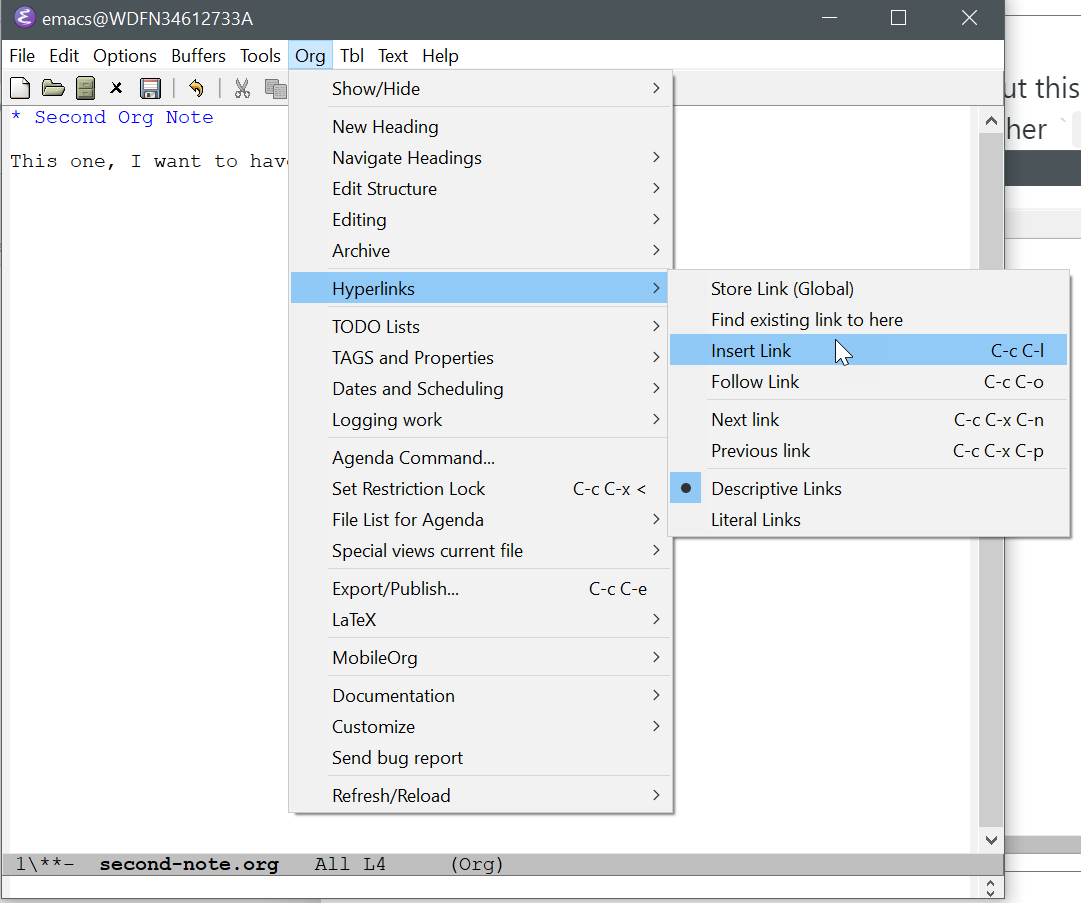 emacs@WDFN34612733A
File Edit Options Buffers Tools Org Tbl Text Help
* Second Org Note
This one, I want to hav
Show/Hide
New Heading
Navigate Headings
Edit Structure
Editing
Archive
Hyperlinks
TODO Lists
TAGS and Properties
Dates and Scheduling
Logging work
Agenda Command...
Set Restriction Lock C-c C-x <
File List for Agenda
Special views current file
Export/Publish... C-c C-e
LaTeX
MobileOrg
Documentation
Customize
Send bug report
Refresh/Reload
Store Link (Global)
Find existing link to here
Insert Link C-c C-l
Follow Link C-c C-o
Next link C-c C-x C-n
Previous link C-c C-x C-p
Descriptive Links
Literal Links
1\**- second-note.org All L4 (Org)
ut this
her `